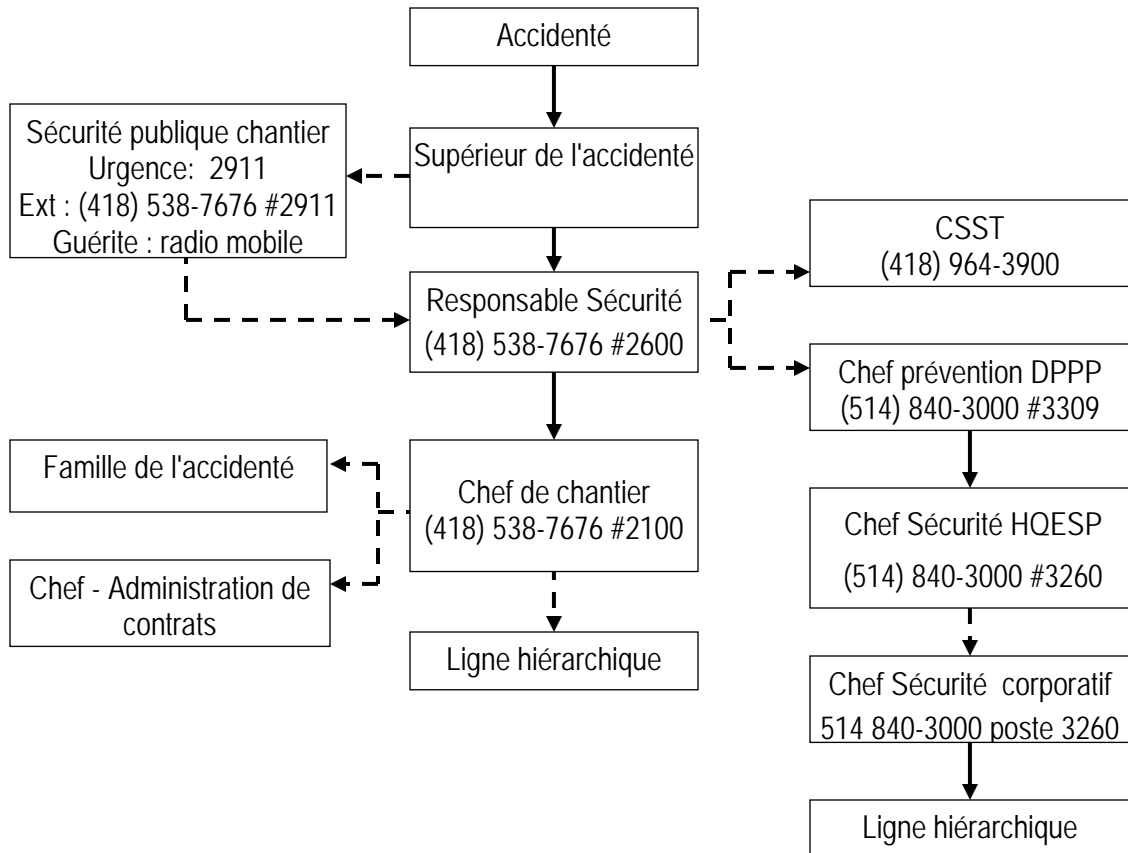 Accidenté
Sécurité publique chantier
Urgence: 2911
Ext : (418) 538-7676 #2911
Guérite : radio mobile
Supérieur de l'accidenté
CSST
(418) 964-3900
Responsable Sécurité
(418) 538-7676 #2600
Chef prévention DPPP
(514) 840-3000 #3309
Famille de l'accidenté
Chef de chantier
(418) 538-7676 #2100
Chef Sécurité HQESP
(514) 840-3000 #3260
Chef - Administration de
contrats
Ligne hiérarchique
Chef Sécurité corporatif
514 840-3000 poste 3260
Ligne hiérarchique